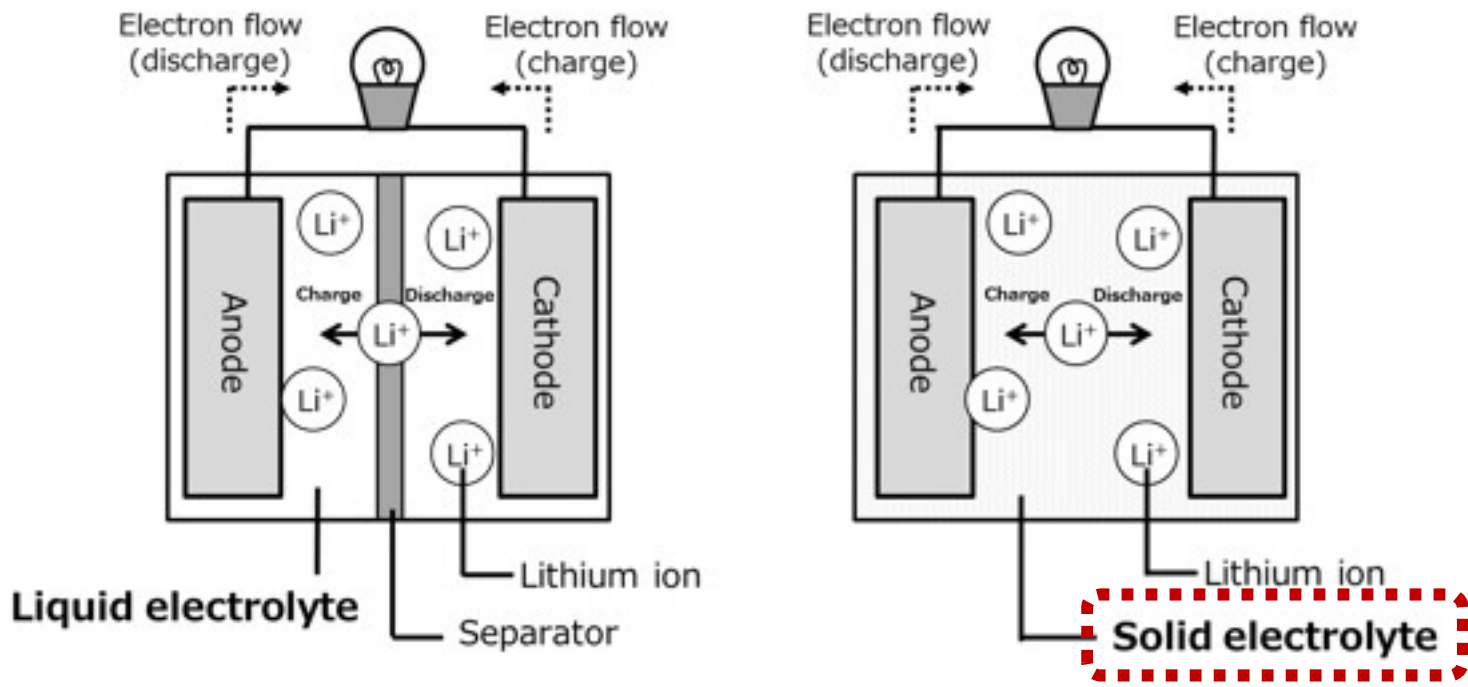 Electron flow
(discharge)
Electron flow
(charge)
Li⁺
Li⁺
Charge
Discharge
Li⁺
Li⁺
Li⁺
Anode
Cathode
Liquid electrolyte
Lithium ion
Separator
Electron flow
(discharge)
Electron flow
(charge)
Li⁺
Li⁺
Charge
Discharge
Li⁺
Li⁺
Li⁺
Anode
Cathode
Lithium ion
Solid electrolyte